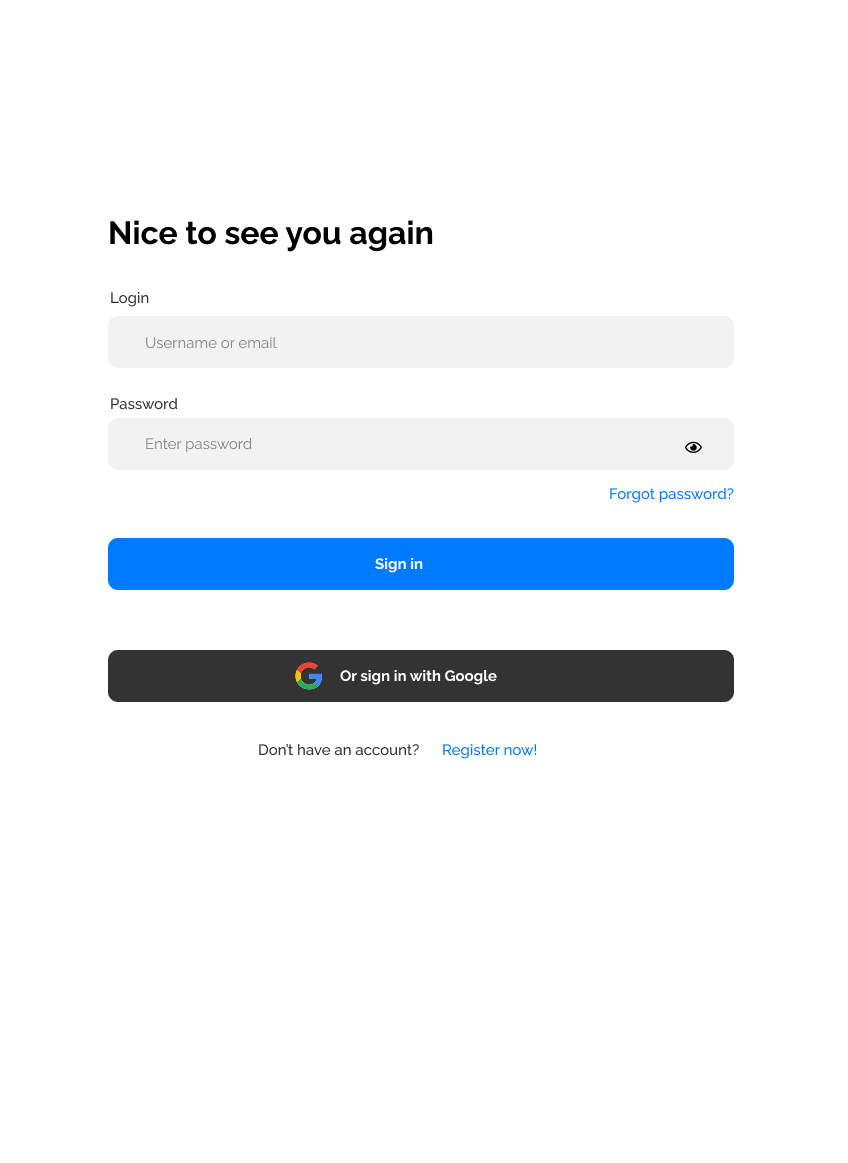 Nice to see you again
Login
Username or email
Password
Enter password
Forgot password?
Sign in
Or sign in with Google
Don't have an account? Register now!